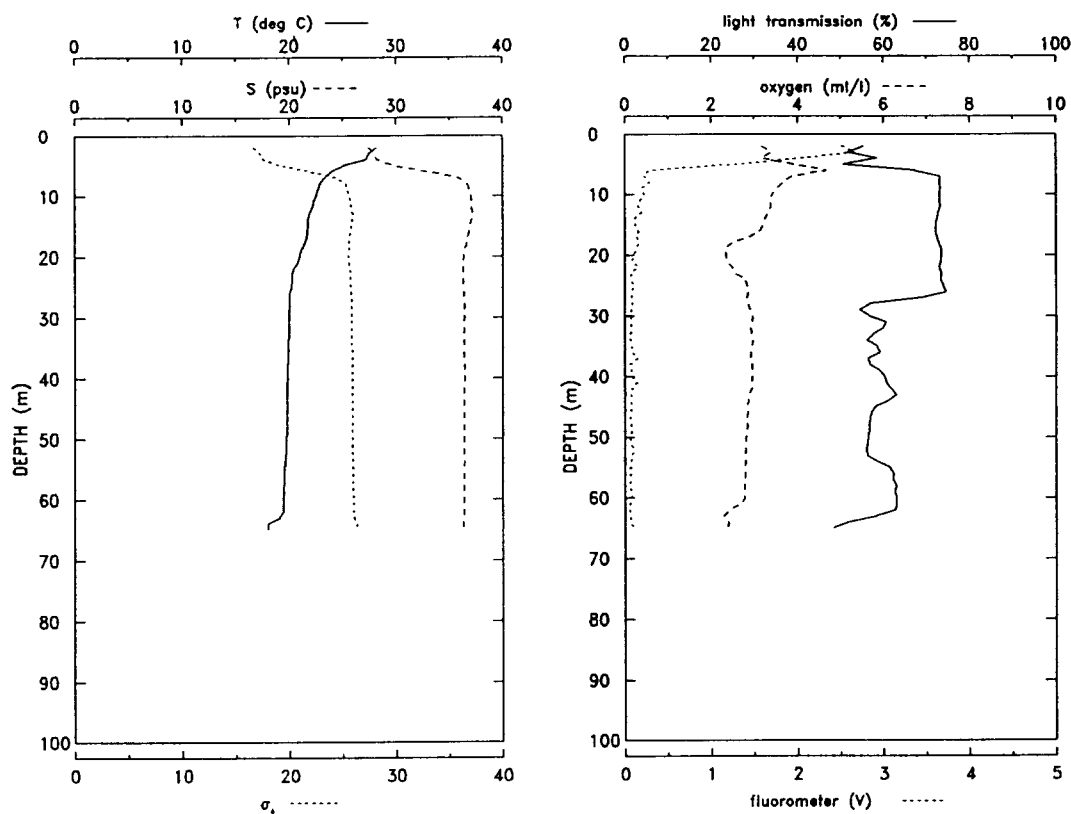 T (deg C)
0 10 20 30 40
S (psu)
0 10 20 30 40
0
10
20
30
40
50
60
70
80
90
100
DEPTH (m)
0 10 20 30 40
σ
light transmission (%)
0 20 40 60 80 100
oxygen (ml/l)
0 2 4 6 8 10
0
10
20
30
40
50
60
70
80
90
100
DEPTH (m)
0 1 2 3 4 5
fluorometer (V)